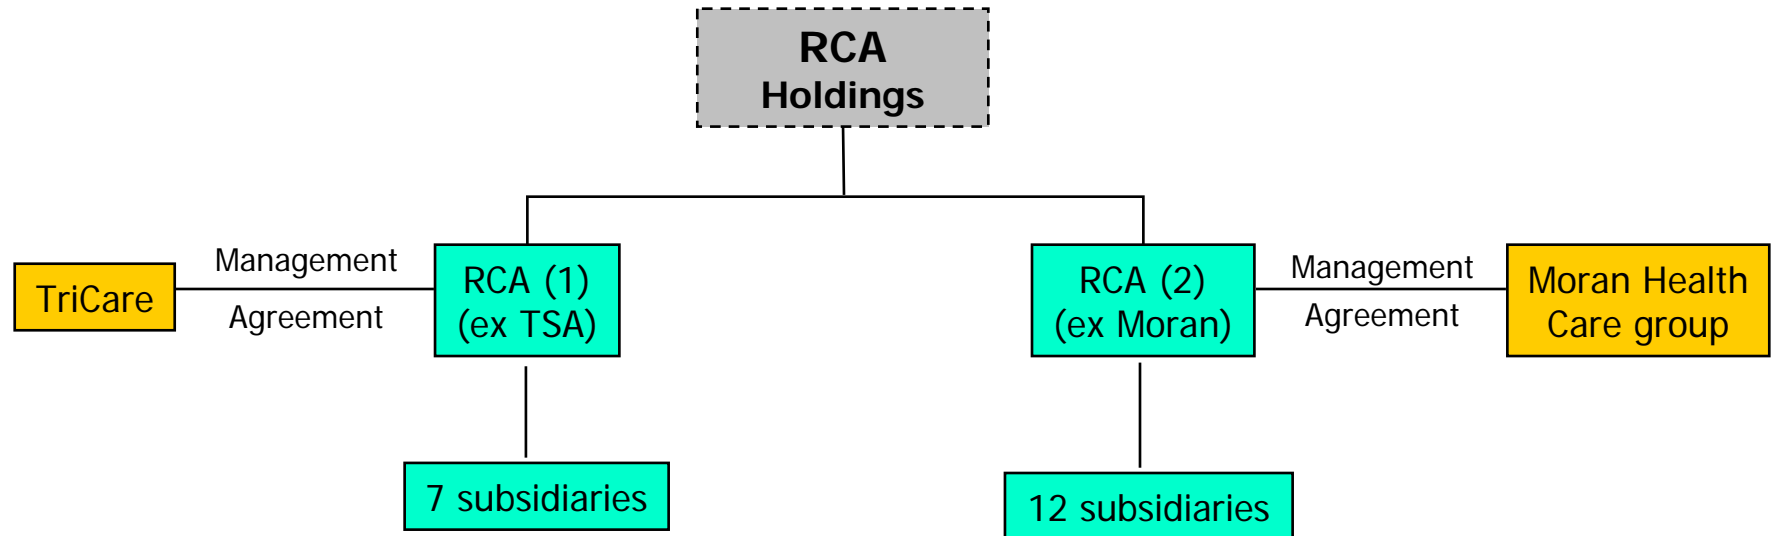 RCA
Holdings
TriCare
Management
Agreement
RCA (1)
(ex TSA)
RCA (2)
(ex Moran)
Management
Agreement
Moran Health
Care group
7 subsidiaries
12 subsidiaries